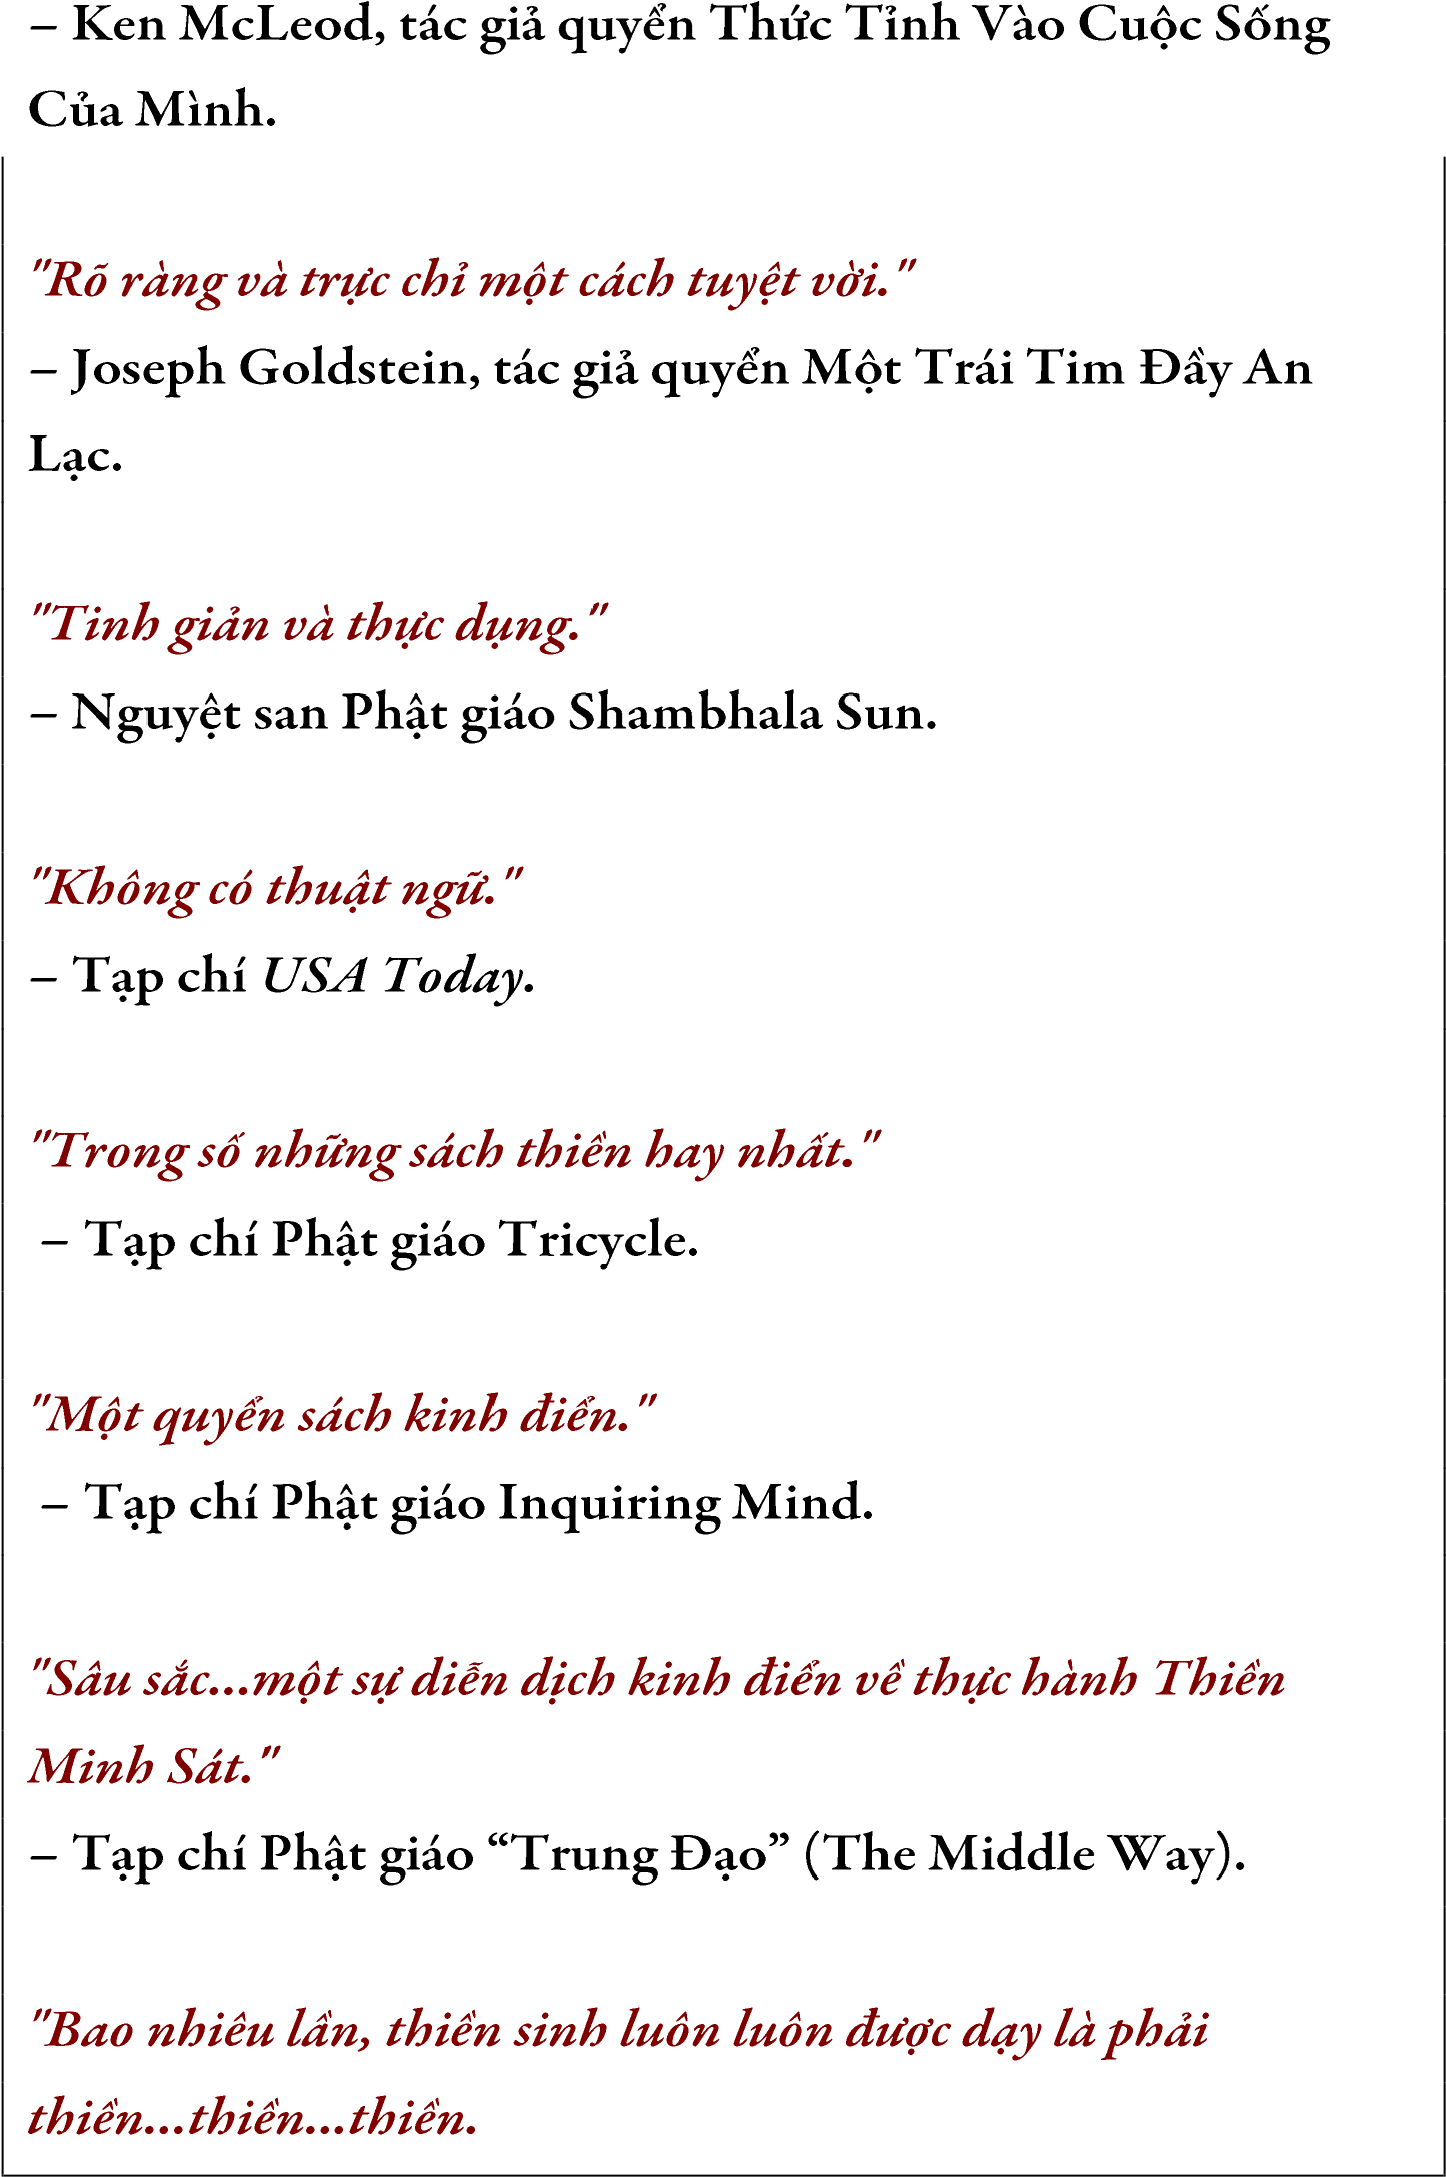 – Ken McLeod, tác giả quyển Thức Tỉnh Vào Cuộc Sống
Của Mình.
"Rõ ràng và trực chỉ một cách tuyệt vời."
– Joseph Goldstein, tác giả quyển Một Trái Tim Đầy An
Lạc.
"Tinh giản và thực dụng."
– Nguyệt san Phật giáo Shambhala Sun.
"Không có thuật ngữ."
– Tạp chí USA Today.
"Trong số những sách thiền hay nhất."
– Tạp chí Phật giáo Tricycle.
"Một quyển sách kinh điển."
– Tạp chí Phật giáo Inquiring Mind.
"Sâu sắc...một sự diễn dịch kinh điển về thực hành Thiền
Minh Sát."
– Tạp chí Phật giáo “Trung Đạo” (The Middle Way).
"Bao nhiêu lần, thiền sinh luôn luôn được dạy là phải
thiền...thiền...thiền.